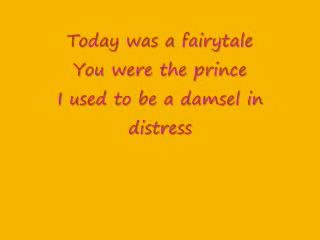 Today was a fairytale
You were the prince
I used to be a damsel in
distress